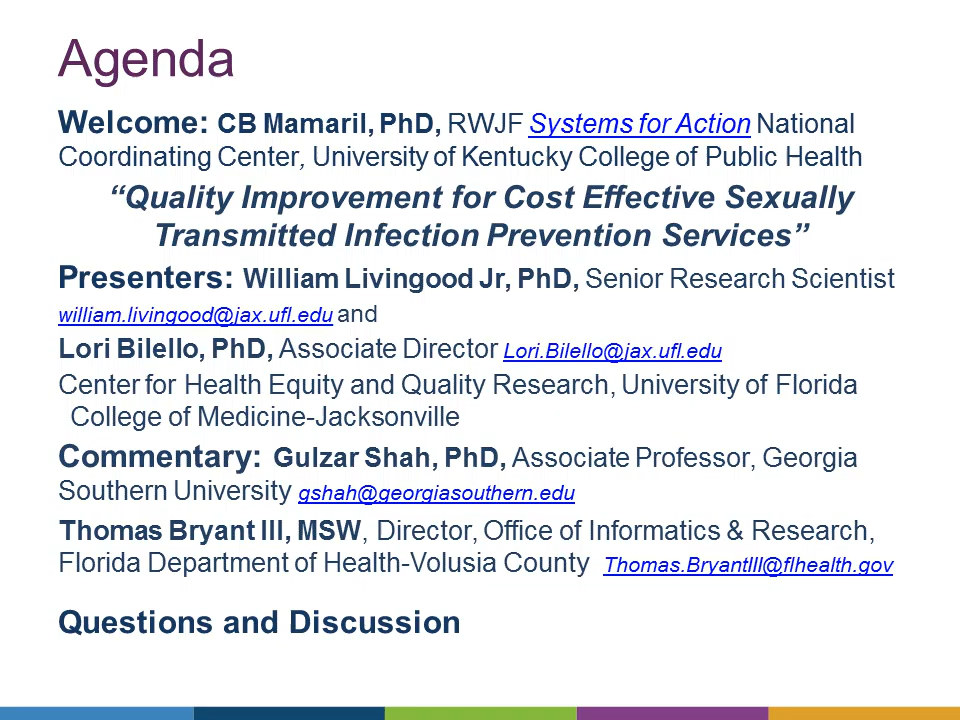 Agenda
Welcome: CB Mamaril, PhD, RWJF Systems for Action National
Coordinating Center, University of Kentucky College of Public Health
“Quality Improvement for Cost Effective Sexually
Transmitted Infection Prevention Services”
Presenters: William Livingood Jr, PhD, Senior Research Scientist
william.livingood@jax.ufl.edu and
Lori Bilello, PhD, Associate Director Lori.Bilello@jax.ufl.edu
Center for Health Equity and Quality Research, University of Florida
College of Medicine-Jacksonville
Commentary: Gulzar Shah, PhD, Associate Professor, Georgia
Southern University gshah@georgiasouthern.edu
Thomas Bryant III, MSW, Director, Office of Informatics & Research,
Florida Department of Health-Volusia County Thomas.BryantIII@flhealth.gov
Questions and Discussion